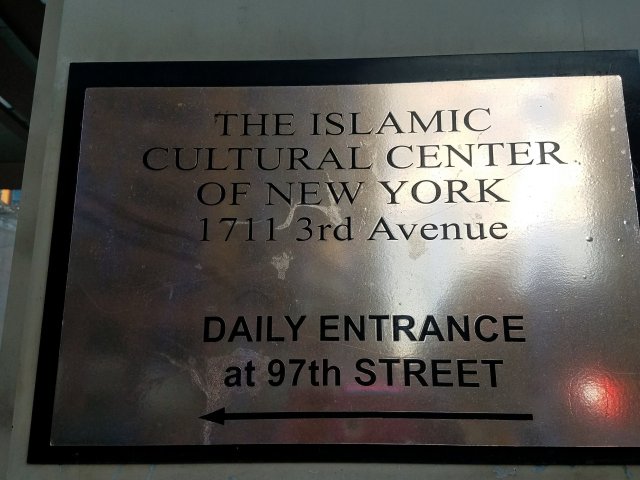 THE ISLAMIC
CULTURAL CENTER
OF NEW YORK
1711 3rd Avenue
DAILY ENTRANCE
at 97th STREET